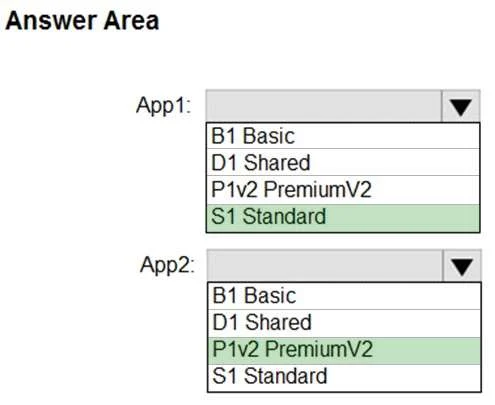 Answer Area
App1:
B1 Basic
D1 Shared
P1v2 PremiumV2
S1 Standard
App2:
B1 Basic
D1 Shared
P1v2 PremiumV2
S1 Standard